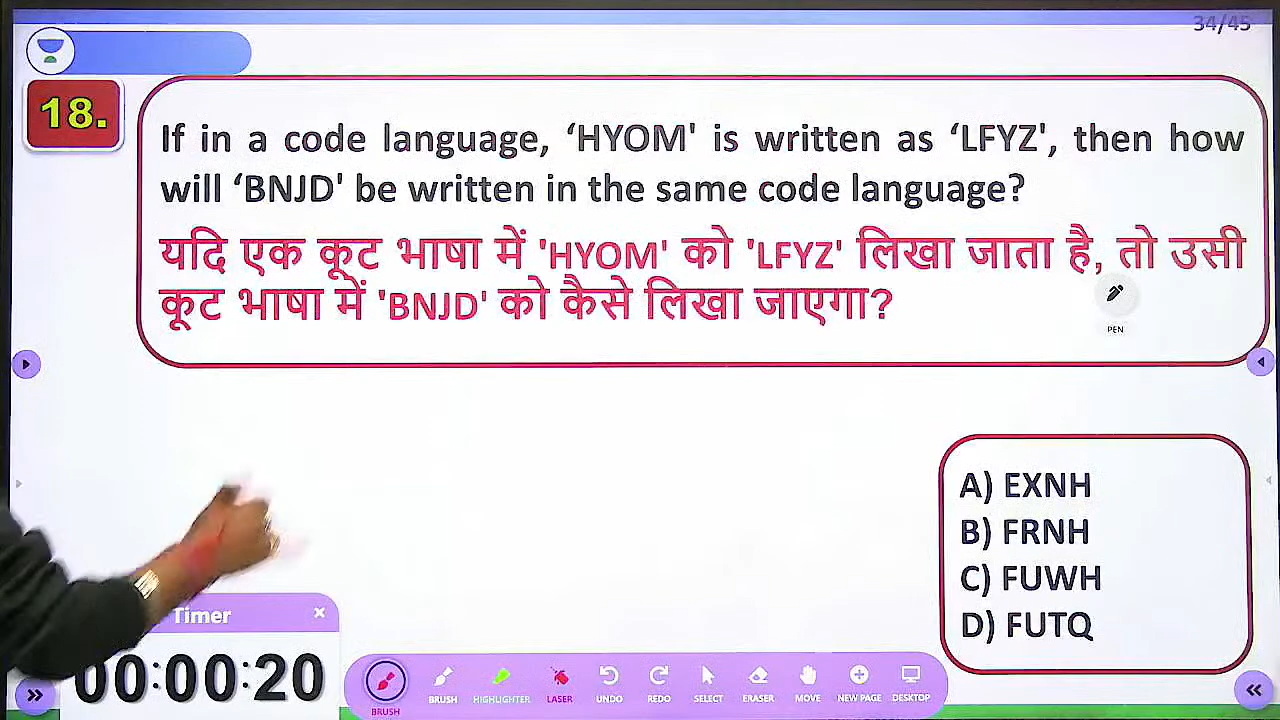 34/45
18.
If in a code language, ‘HYOM' is written as ‘LFYZ', then how
will ‘BNJD' be written in the same code language?
यदि एक कूट भाषा में 'HYOM' को 'LFYZ' लिखा जाता है, तो उसी
कूट भाषा में 'BNJD' को कैसे लिखा जाएगा?
PEN
A) EXNH
B) FRNH
C) FUWH
D) FUTQ
Timer
00:00:20
BRUSH
BRUSH
HIGHLIGHTER
LASER
UNDO
REDO
SELECT
ERASER
MOVE
NEW PAGE
DESKTOP